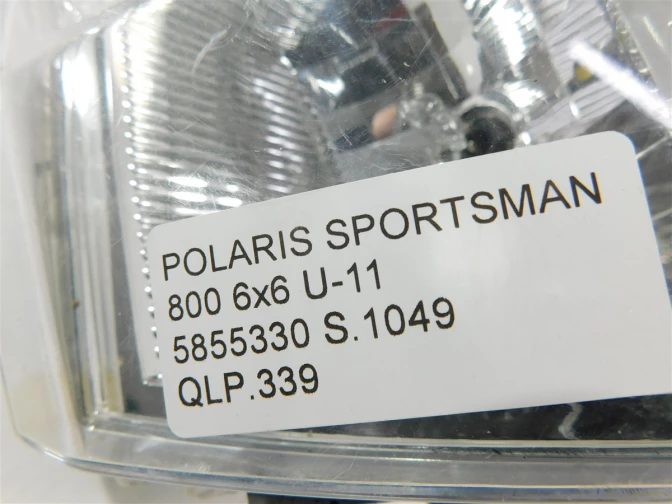 POLARIS SPORTSMAN
800 6x6 U-11
5855330 S.1049
QLP.339